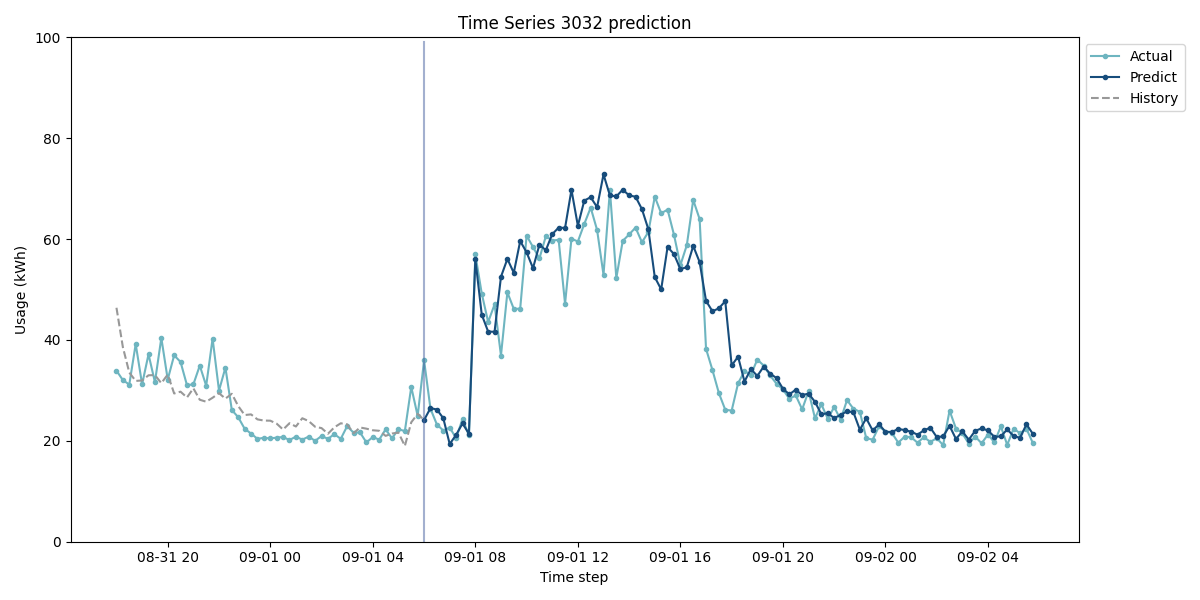 Time Series 3032 prediction
100
80
60
40
20
0
Usage (kWh)
08-31 20
09-01 00
09-01 04
09-01 08
09-01 12
09-01 16
09-01 20
09-02 00
09-02 04
Time step
Actual
Predict
History